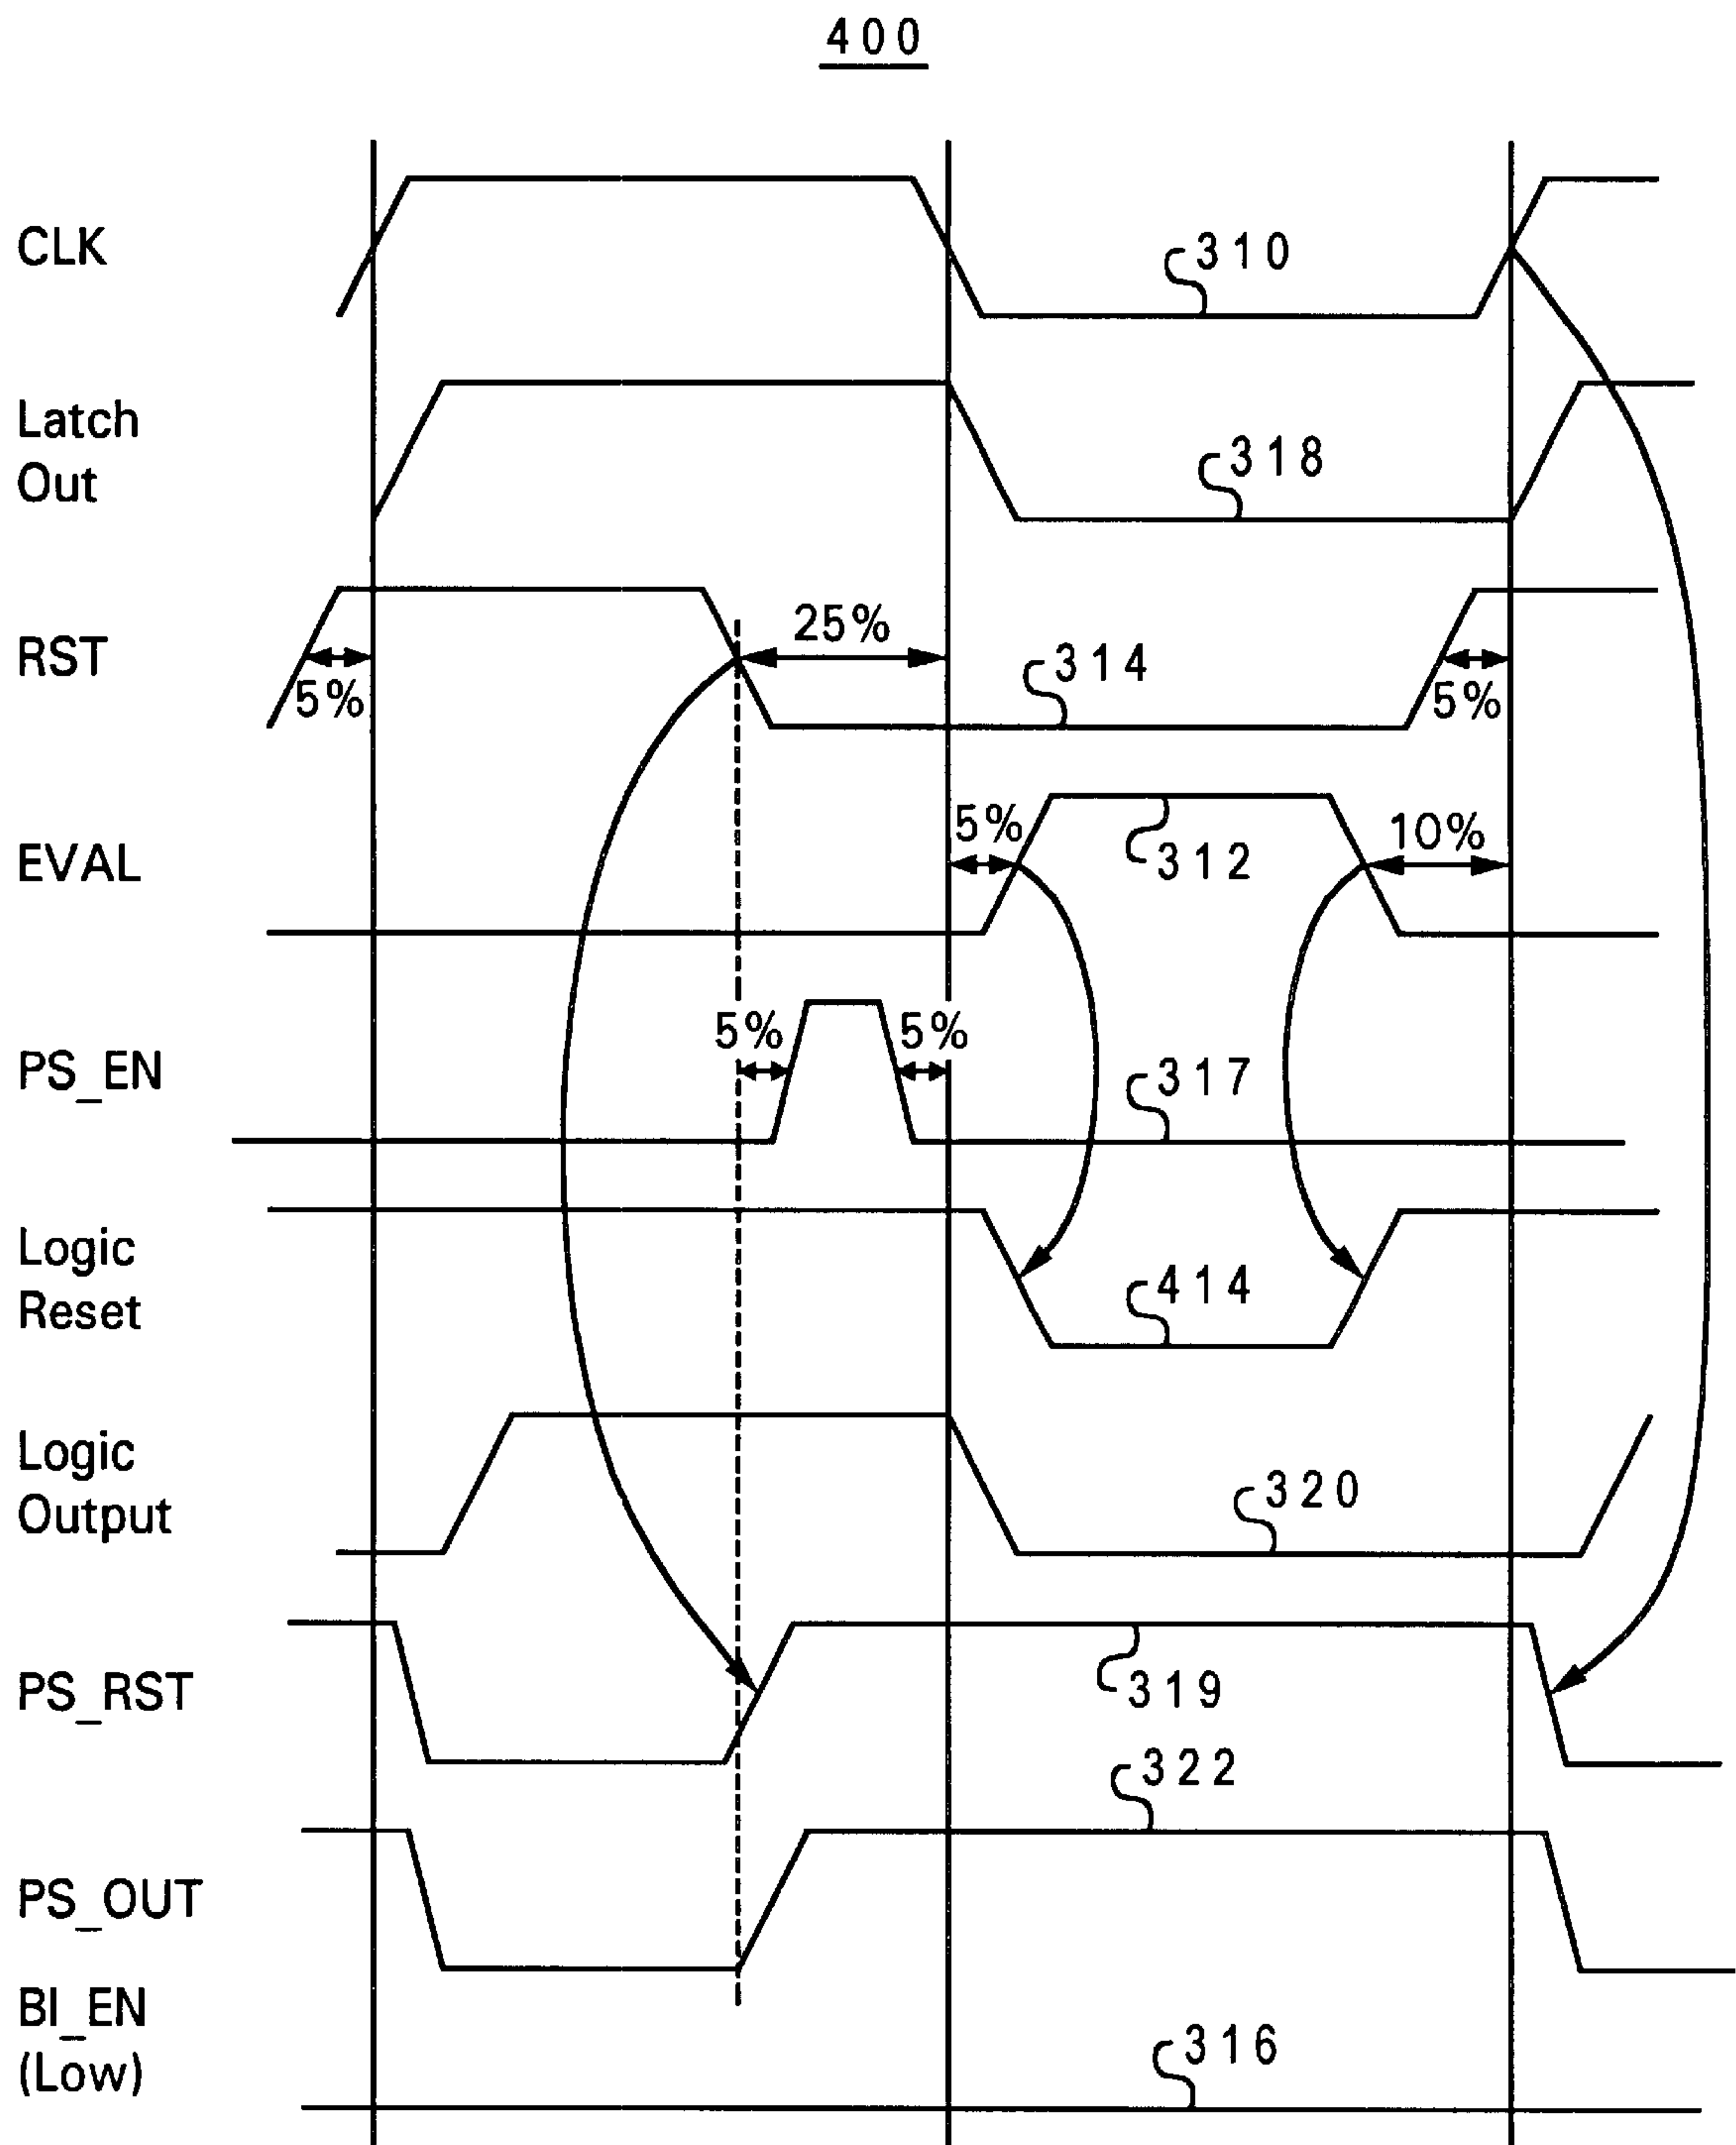 400
CLK
310
Latch
Out
318
RST
5%
25%
314
5%
EVAL
5%
312
10%
PS_EN
5%
5%
317
Logic
Reset
414
Logic
Output
320
PS_RST
319
PS_OUT
322
BI_EN
(Low)
316